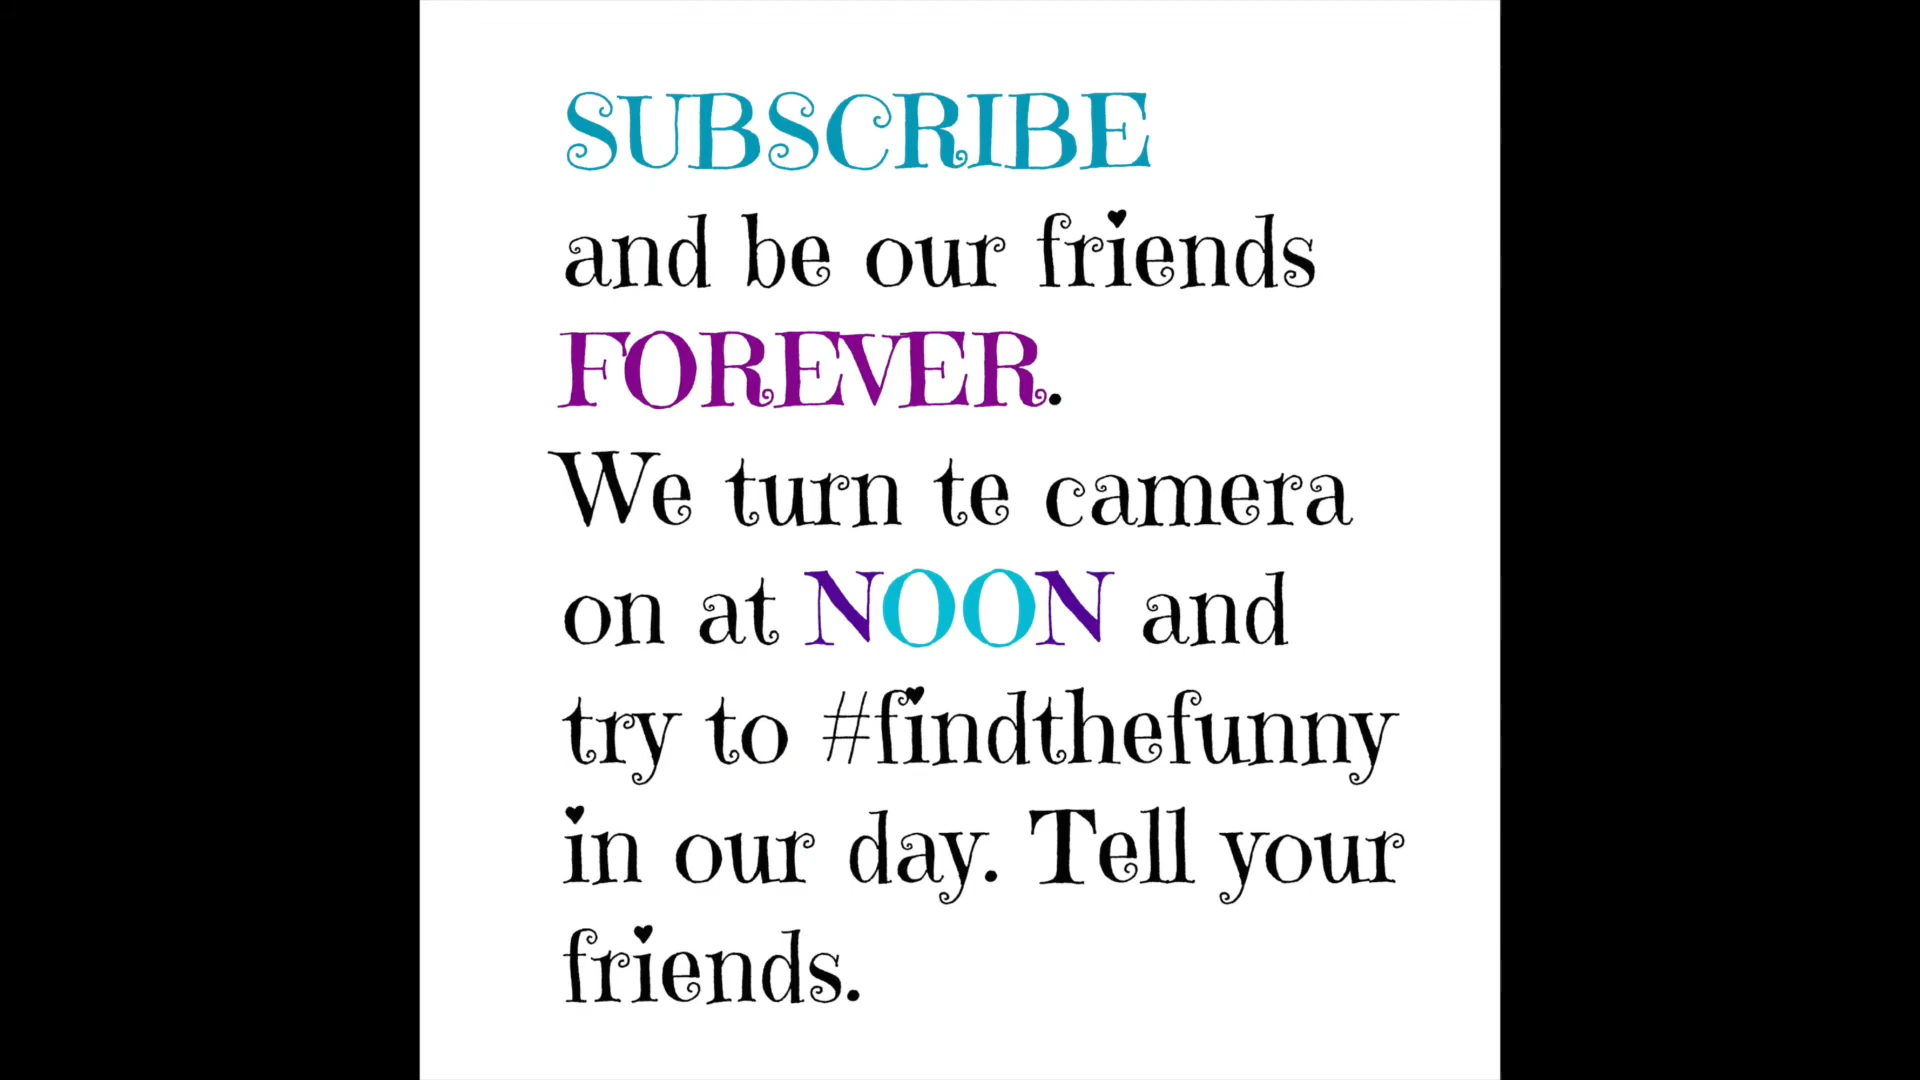 SUBSCRIBE
and be our friends
FOREVER.
We turn te camera
on at NOON and
try to #findthefunny
in our day. Tell your
friends.